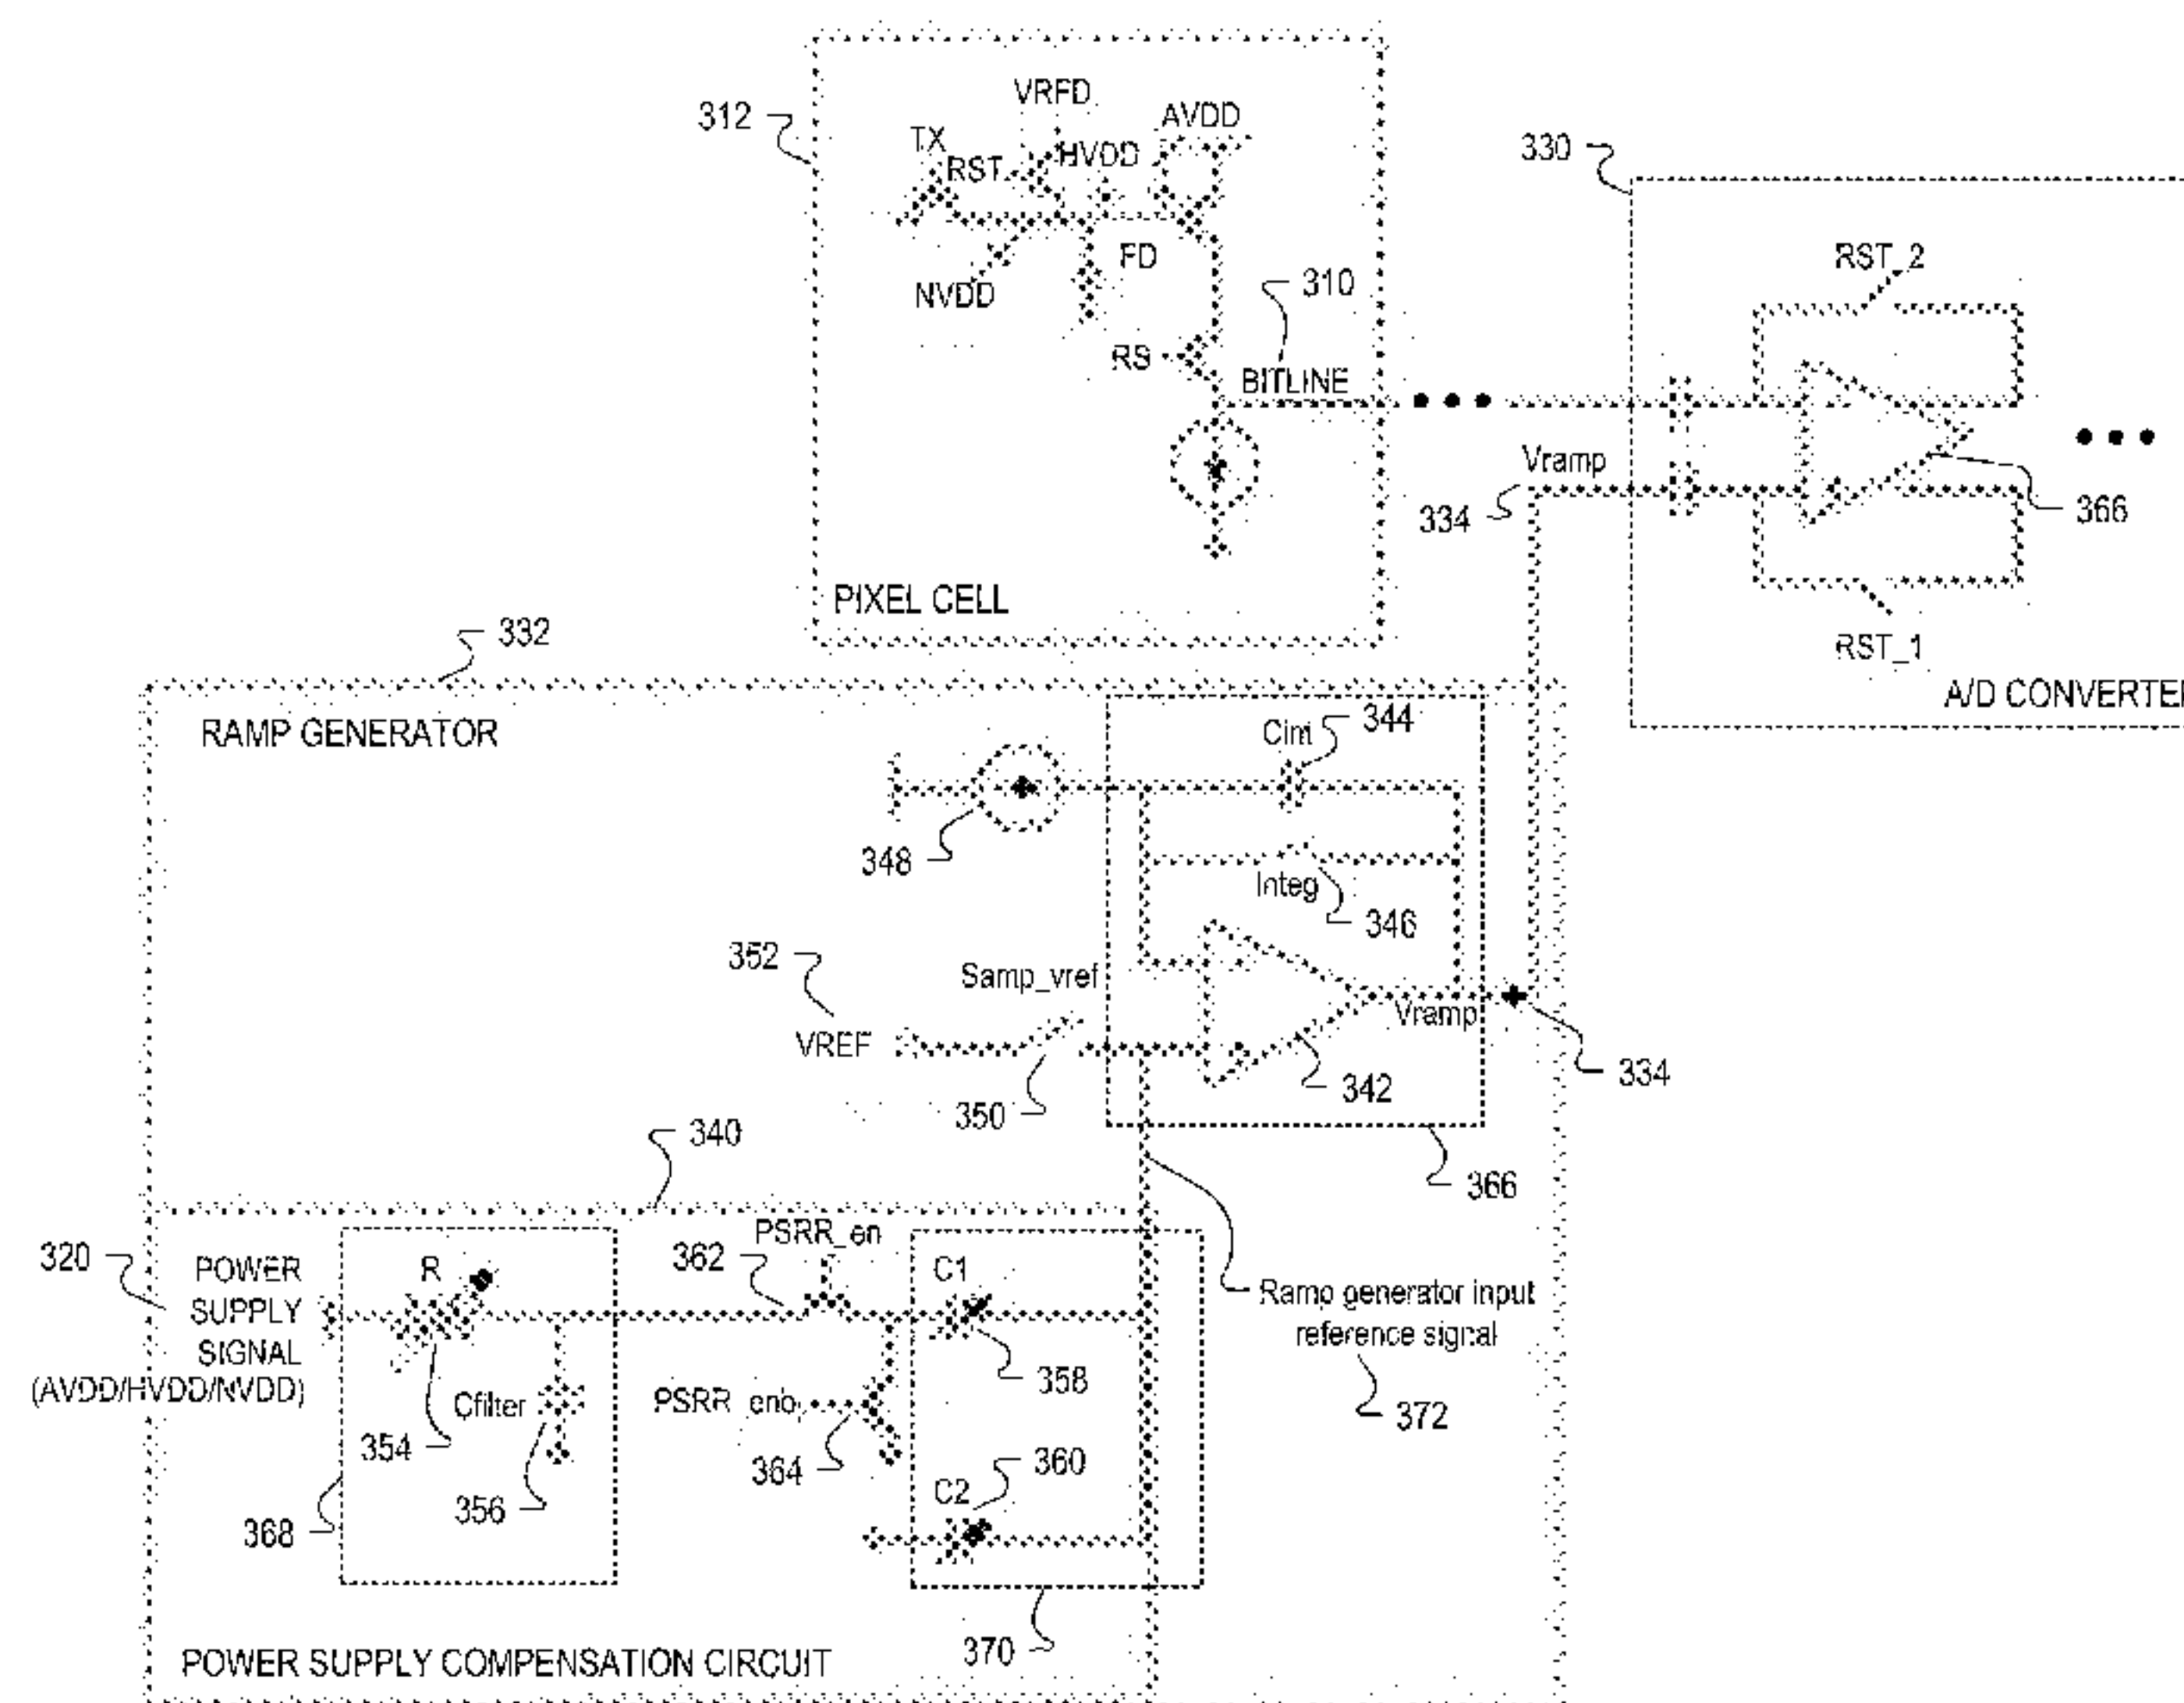 312
VRFD
AVDD
TX
RST
HVDD
330
FD
RST_2
NVDD
310
RS
BITLINE
Vramp
334
366
PIXEL CELL
RST_1
A/D CONVERTE
332
RAMP GENERATOR
Cint
344
348
Integ
346
352
Samp_vref
VREF
Vramp
342
334
350
340
366
320
POWER
SUPPLY
SIGNAL
(AVDD/HVDD/NVDD)
R
362
PSRR_en
C1
Ramp generator input
reference signal
358
372
Cfilter
PSRR_enb
354
364
360
C2
356
368
370
POWER SUPPLY COMPENSATION CIRCUIT